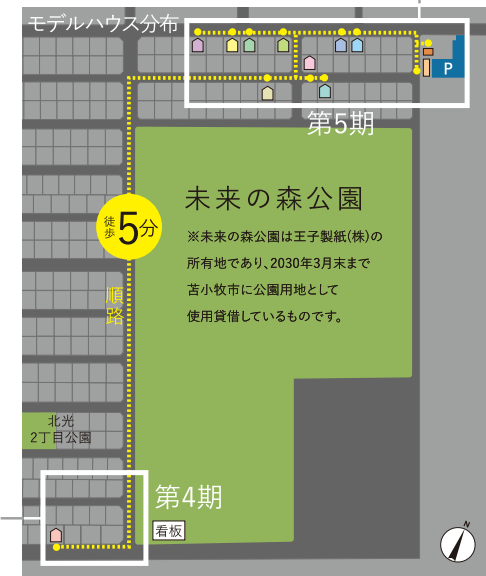 モデルハウス分布
P
第5期
未来の森公園
※未来の森公園は王子製紙(株)の
所有地であり、2030年3月末まで
苫小牧市に公園用地として
使用貸借しているものです。
徒歩
5分
順路
北光
2丁目公園
第4期
看板
N